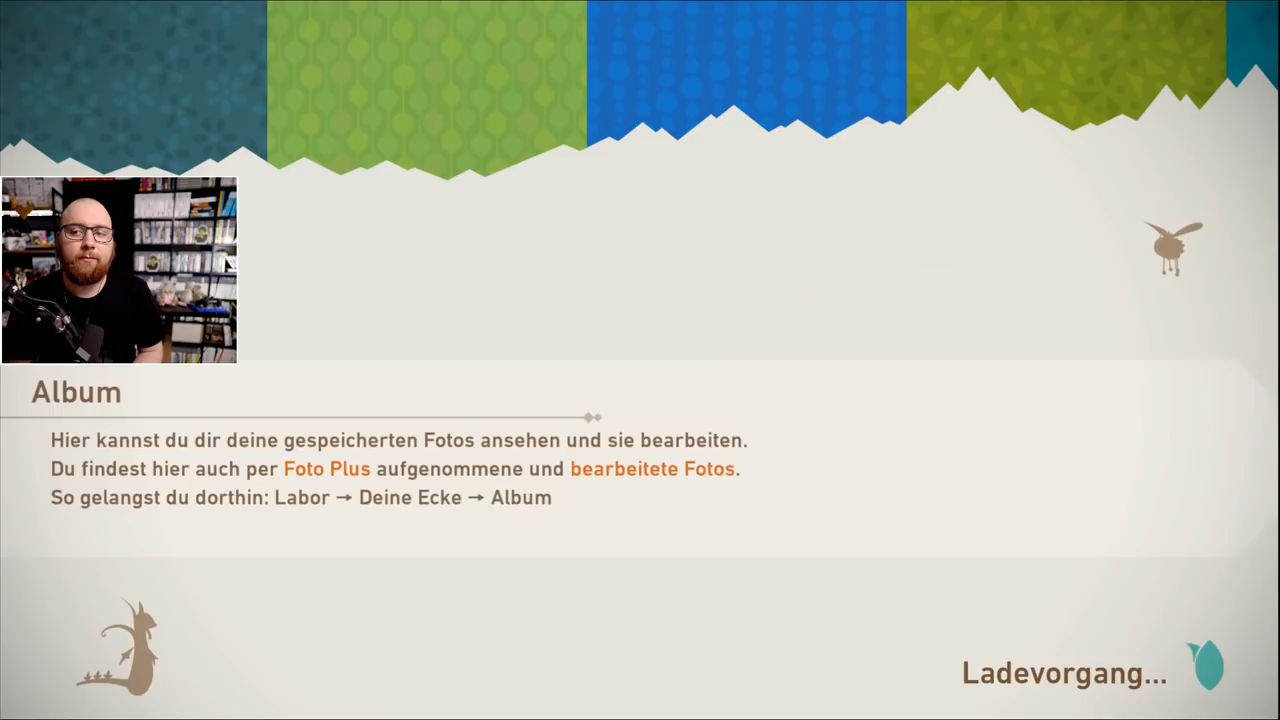 Album
Hier kannst du dir deine gespeicherten Fotos ansehen und sie bearbeiten.
Du findest hier auch per Foto Plus aufgenommene und bearbeitete Fotos.
So gelangst du dorthin: Labor → Deine Ecke → Album
Ladevorgang...